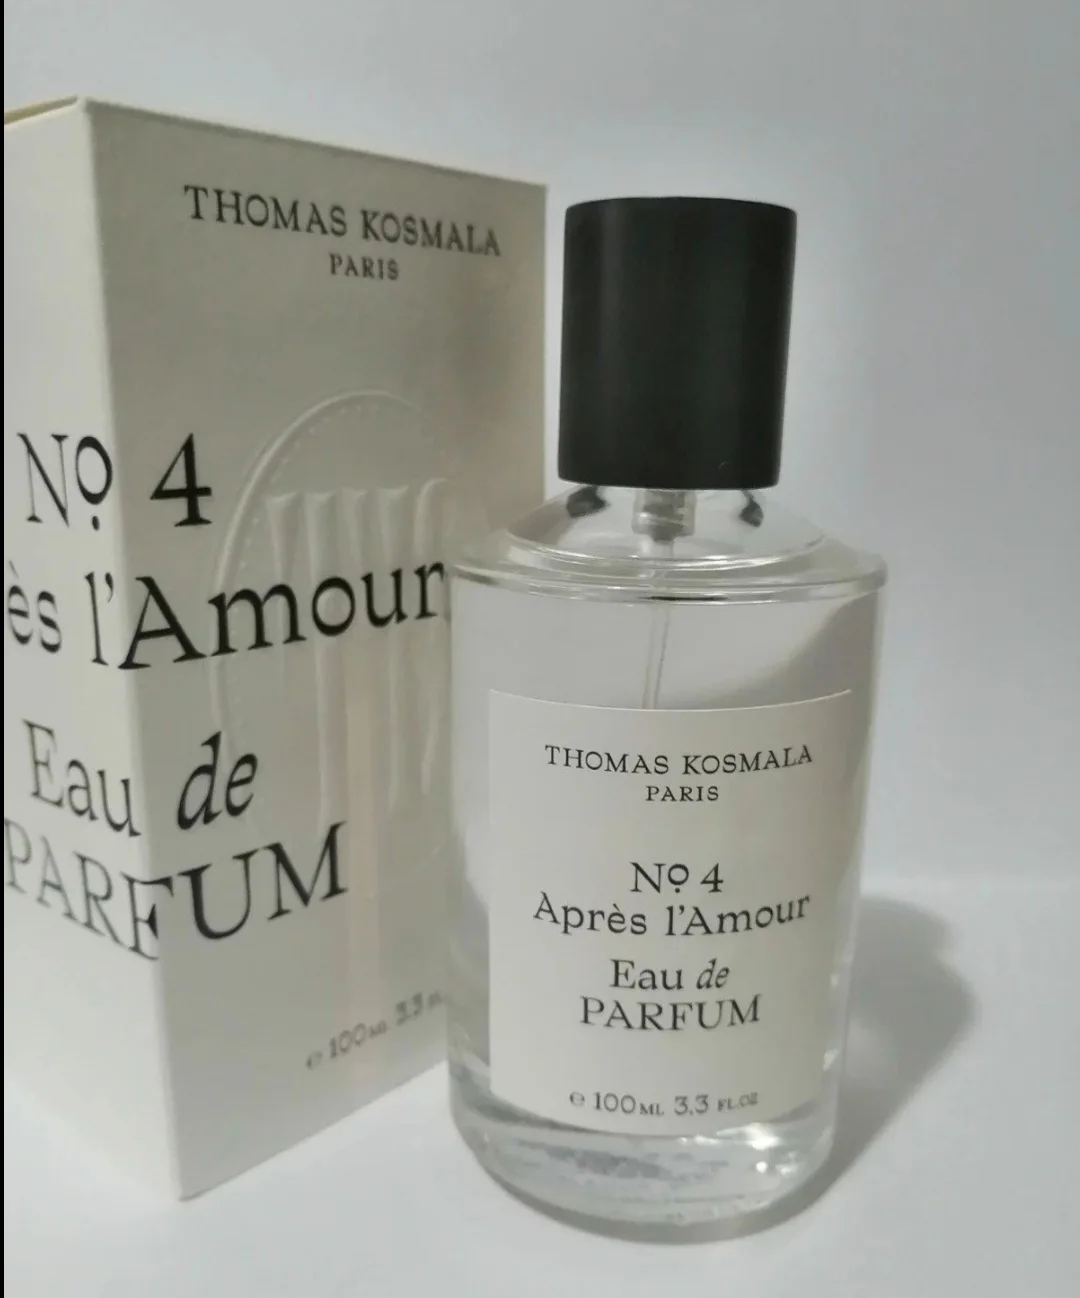 THOMAS KOSMALA
PARIS
Nº 4
ès l'Amour
Eau de
PARFUM
℮ 100ML 3.3
THOMAS KOSMALA
PARIS
Nº 4
Après l'Amour
Eau de
PARFUM
℮ 100ML 3.3 FL.OZ